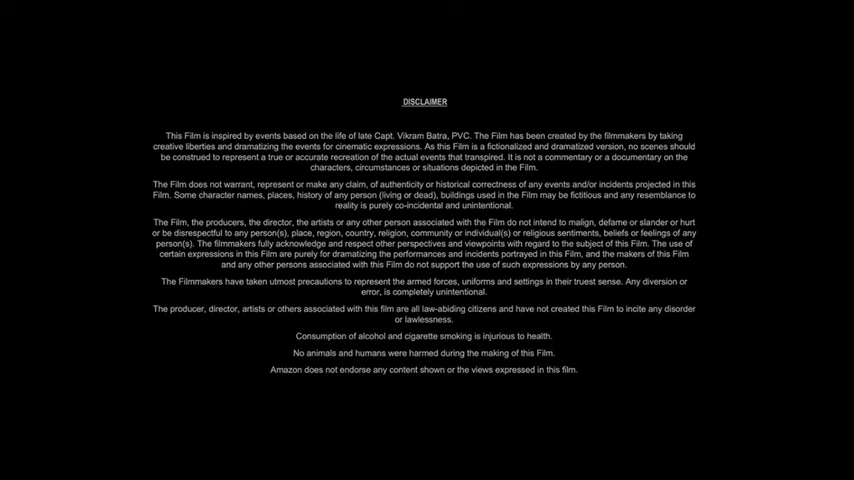 DISCLAIMER
This Film is inspired by events based on the life of late Capt. Vikram Batra, PVC. The Film has been created by the filmmakers by taking
creative liberties and dramatizing the events for cinematic expressions. As this Film is a fictionalized and dramatized version, no scenes should
be construed to represent a true or accurate recreation of the actual events that transpired. It is not a commentary or a documentary on the
characters, circumstances or situations depicted in the Film.
The Film does not warrant, represent or make any claim, of authenticity or historical correctness of any events and/or incidents projected in this
Film. Some character names, places, history of any person (living or dead), buildings used in the Film may be fictitious and any resemblance to
reality is purely co-incidental and unintentional.
The Film, the producers, the director, the artists or any other person associated with the Film do not intend to malign, defame or slander or hurt
or be disrespectful to any person(s), place, region, country, religion, community or individual(s) or religious sentiments, beliefs or feelings of any
person(s). The filmmakers fully acknowledge and respect other perspectives and viewpoints with regard to the subject of this Film. The use of
certain expressions in this Film are purely for dramatizing the performances and incidents portrayed in this Film, and the makers of this Film
and any other persons associated with this Film do not support the use of such expressions by any person.
The Filmmakers have taken utmost precautions to represent the armed forces, uniforms and settings in their truest sense. Any diversion or
error, is completely unintentional.
The producer, director, artists or others associated with this film are all law-abiding citizens and have not created this Film to incite any disorder
or lawlessness.
Consumption of alcohol and cigarette smoking is injurious to health.
No animals and humans were harmed during the making of this Film.
Amazon does not endorse any content shown or the views expressed in this film.